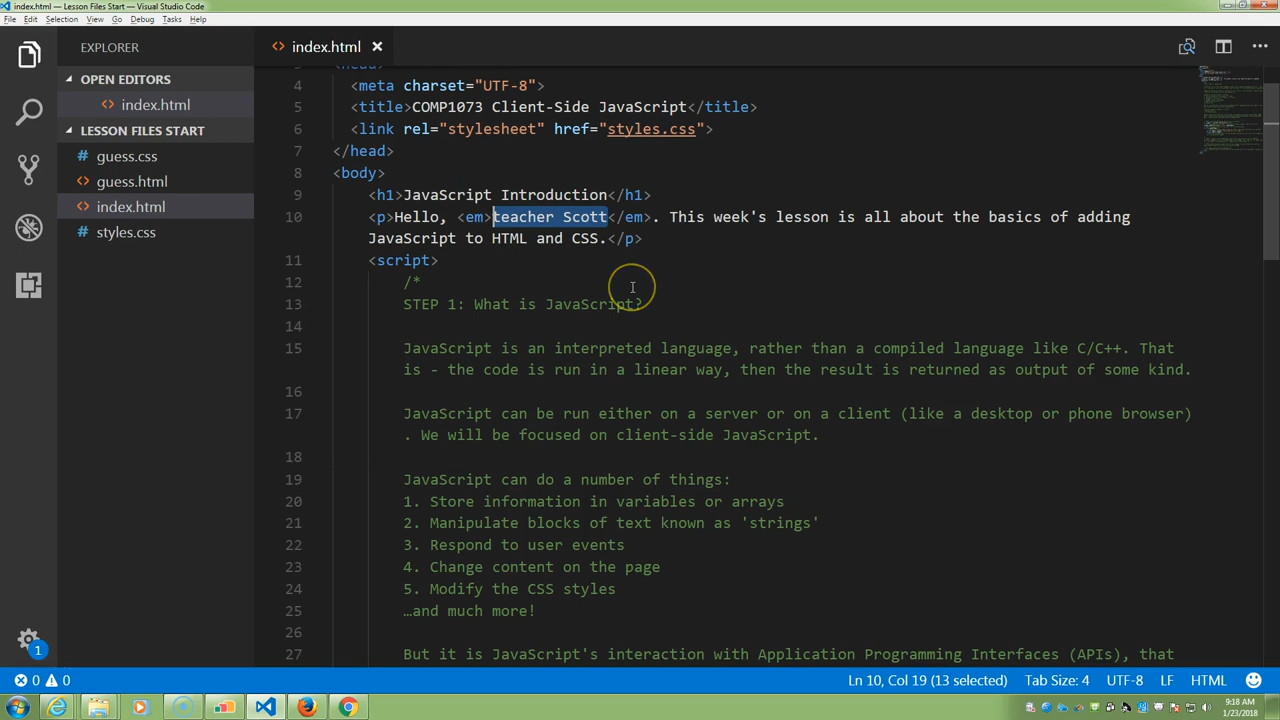 index.html — Lesson Files Start — Visual Studio Code
File Edit Selection View Go Debug Tasks Help
EXPLORER
OPEN EDITORS
index.html
LESSON FILES START
guess.css
guess.html
index.html
styles.css
index.html
3 <head>
4 <meta charset="UTF-8">
5 <title>COMP1073 Client-Side JavaScript</title>
6 <link rel="stylesheet" href="styles.css">
7 </head>
8 <body>
9 <h1>JavaScript Introduction</h1>
10 <p>Hello, <em>teacher Scott</em>. This week's lesson is all about the basics of adding
JavaScript to HTML and CSS.</p>
11 <script>
12 /*
13 STEP 1: What is JavaScript?
14
15 JavaScript is an interpreted language, rather than a compiled language like C/C++. That
is - the code is run in a linear way, then the result is returned as output of some kind.
16
17 JavaScript can be run either on a server or on a client (like a desktop or phone browser)
. We will be focused on client-side JavaScript.
18
19 JavaScript can do a number of things:
20 1. Store information in variables or arrays
21 2. Manipulate blocks of text known as 'strings'
22 3. Respond to user events
23 4. Change content on the page
24 5. Modify the CSS styles
25 …and much more!
26
27 But it is JavaScript's interaction with Application Programming Interfaces (APIs), that
1
0 0
Ln 10, Col 19 (13 selected) Tab Size: 4 UTF-8 LF HTML
9:18 AM
1/23/2018